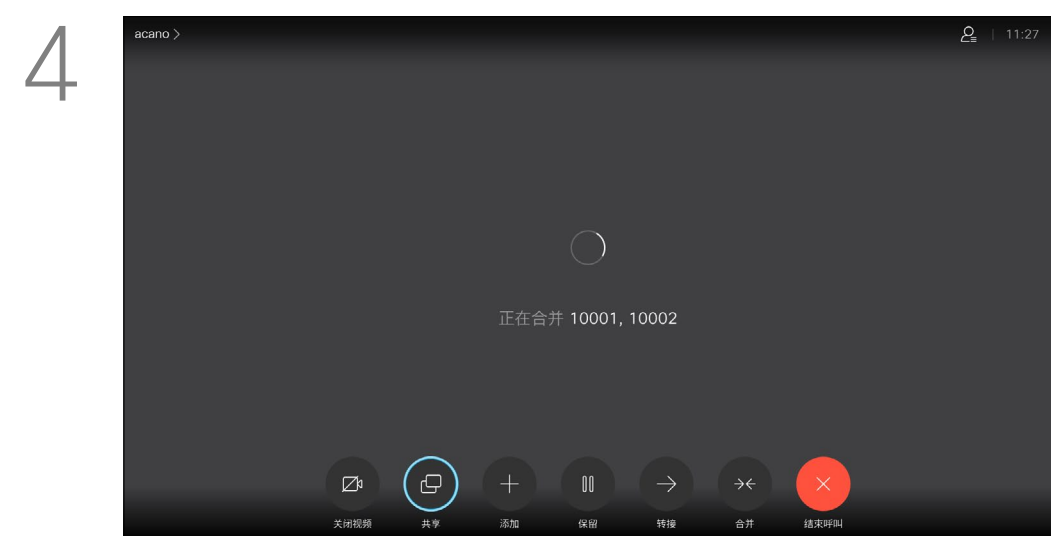 4
acano >
11:27
正在合并 10001, 10002
关闭视频 共享 添加 保留 转接 合并 结束呼叫